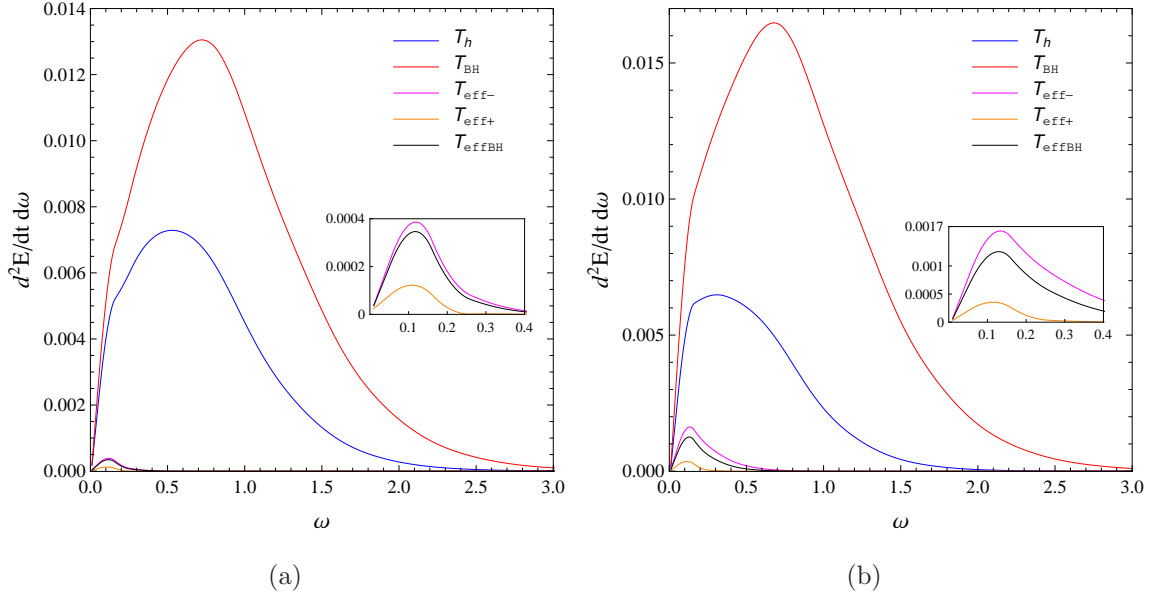 0.014
0.012
0.010
0.008
0.006
0.004
0.002
0.000
0.0 0.5 1.0 1.5 2.0 2.5 3.0
d²E/dt dω
ω
T_h
T_BH
T_eff−
T_eff+
T_effBH
0.0004
0.0002
0
0.1 0.2 0.3 0.4
(a)
0.015
0.010
0.005
0.000
0.0 0.5 1.0 1.5 2.0 2.5 3.0
d²E/dt dω
ω
T_h
T_BH
T_eff−
T_eff+
T_effBH
0.0017
0.001
0.0005
0
0.1 0.2 0.3 0.4
(b)